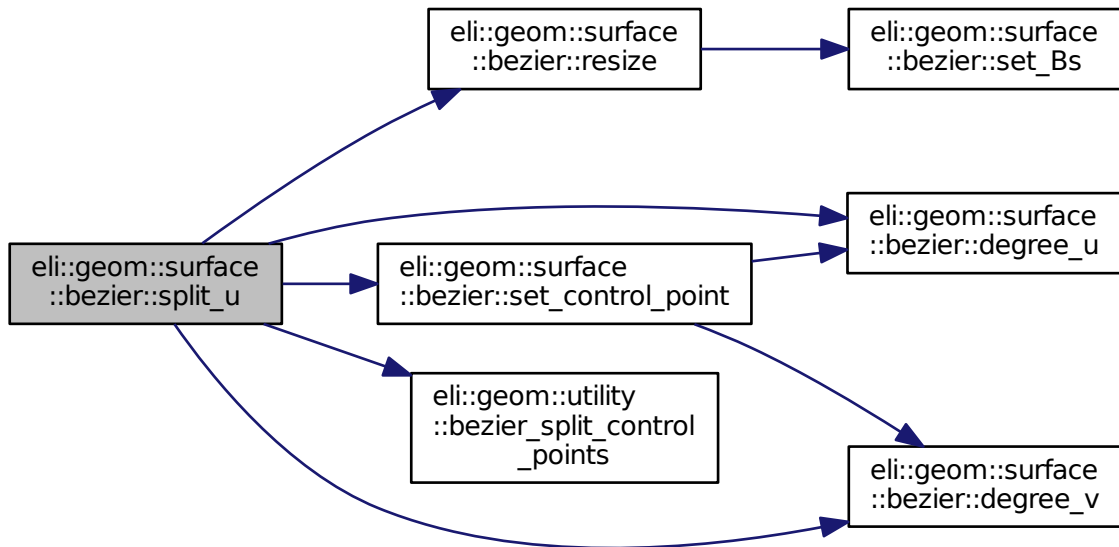 eli::geom::surface
::bezier::resize
eli::geom::surface
::bezier::set_Bs
eli::geom::surface
::bezier::degree_u
eli::geom::surface
::bezier::split_u
eli::geom::surface
::bezier::set_control_point
eli::geom::utility
::bezier_split_control
_points
eli::geom::surface
::bezier::degree_v